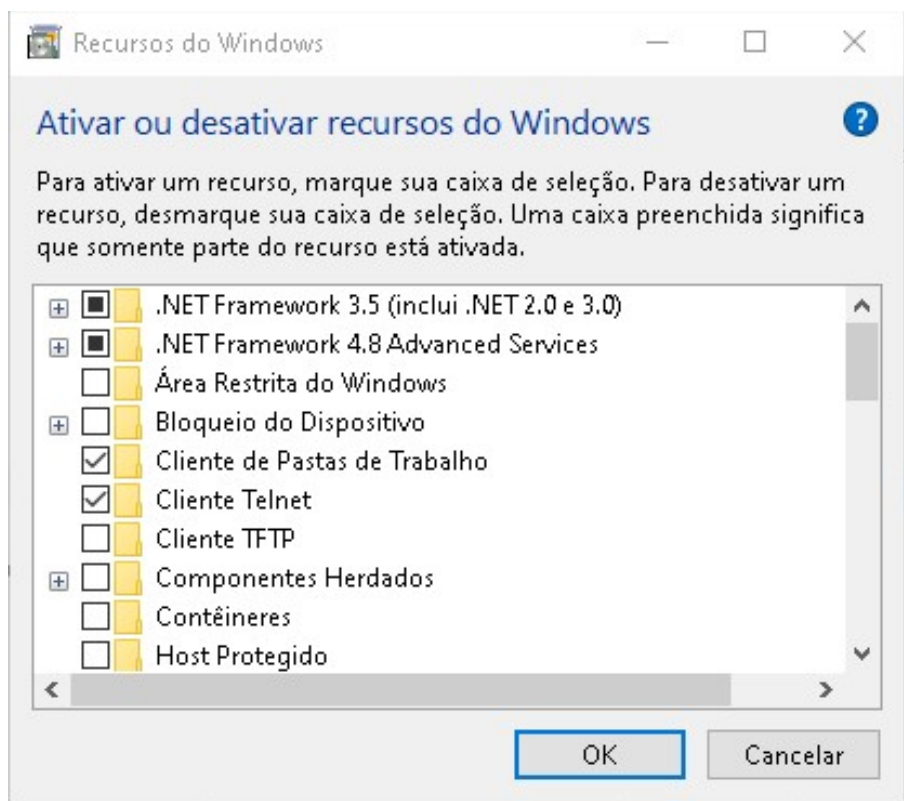 Recursos do Windows
Ativar ou desativar recursos do Windows
Para ativar um recurso, marque sua caixa de seleção. Para desativar um
recurso, desmarque sua caixa de seleção. Uma caixa preenchida significa
que somente parte do recurso está ativada.
.NET Framework 3.5 (inclui .NET 2.0 e 3.0)
.NET Framework 4.8 Advanced Services
Área Restrita do Windows
Bloqueio do Dispositivo
Cliente de Pastas de Trabalho
Cliente Telnet
Cliente TFTP
Componentes Herdados
Contêineres
Host Protegido
OK Cancelar